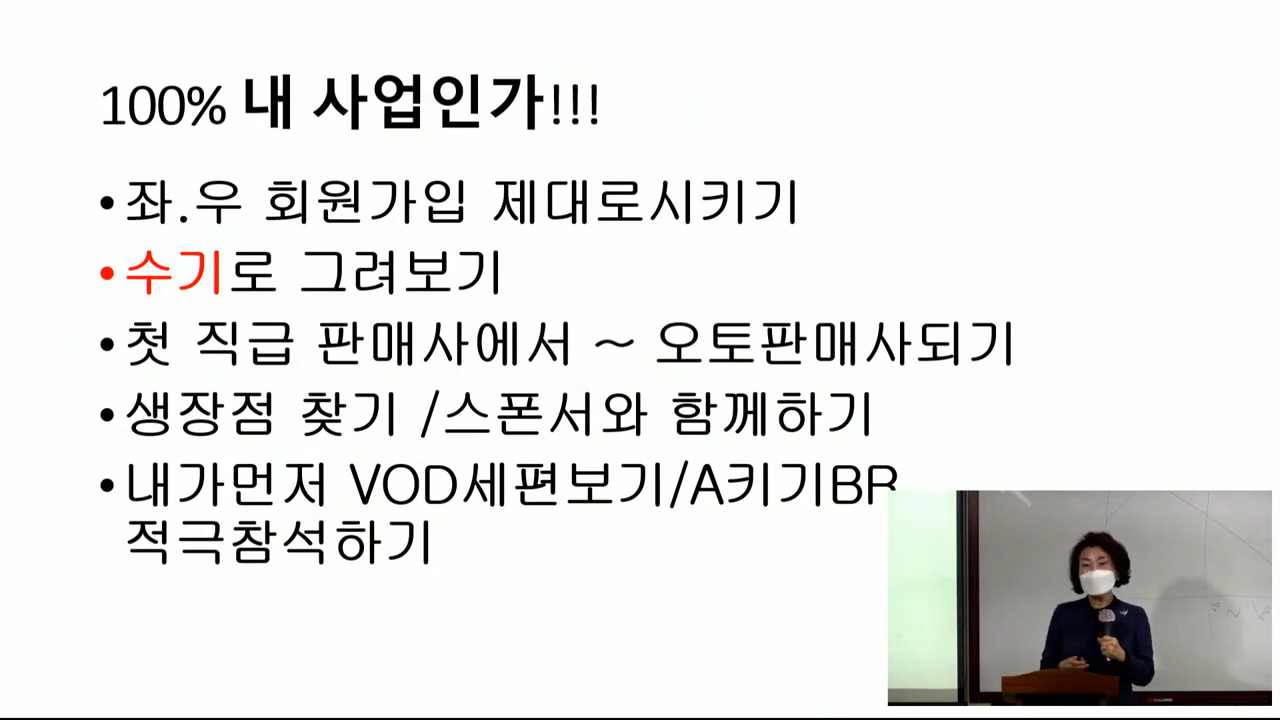 100% 내 사업인가!!!
•좌.우 회원가입 제대로시키기
•수기로 그려보기
•첫 직급 판매사에서 ~ 오토판매사되기
•생장점 찾기 /스폰서와 함께하기
•내가먼저 VOD세편보기/A키기BR
적극참석하기